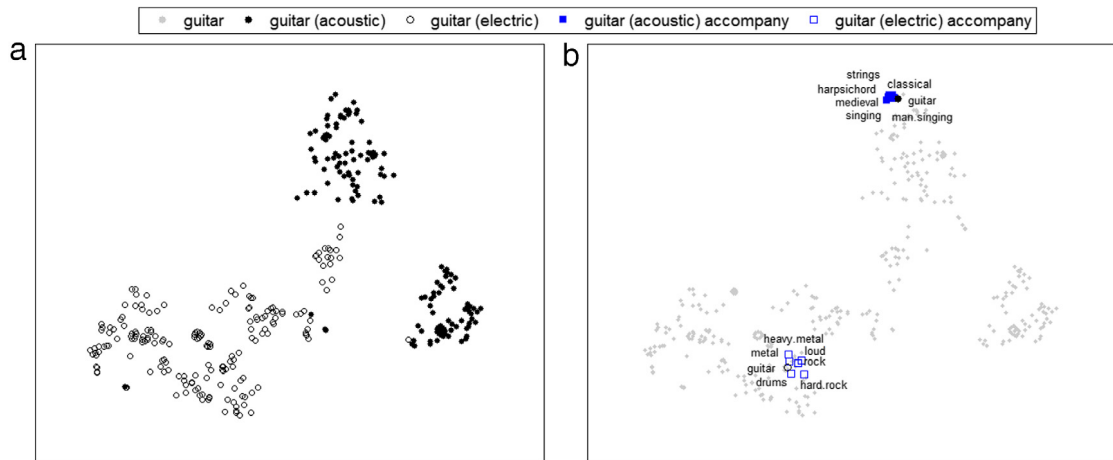 guitar guitar (acoustic) guitar (electric) guitar (acoustic) accompany guitar (electric) accompany
a
b
strings
classical
harpsichord
guitar
medieval
singing
man.singing
heavy.metal
metal
loud
rock
guitar
drums
hard.rock